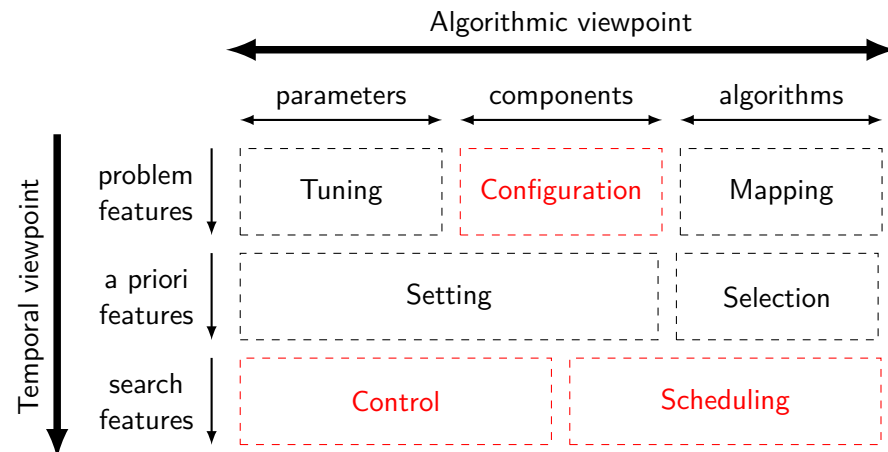 Algorithmic viewpoint
parameters
components
algorithms
Temporal viewpoint
problem
features
Tuning
Configuration
Mapping
a priori
features
Setting
Selection
search
features
Control
Scheduling